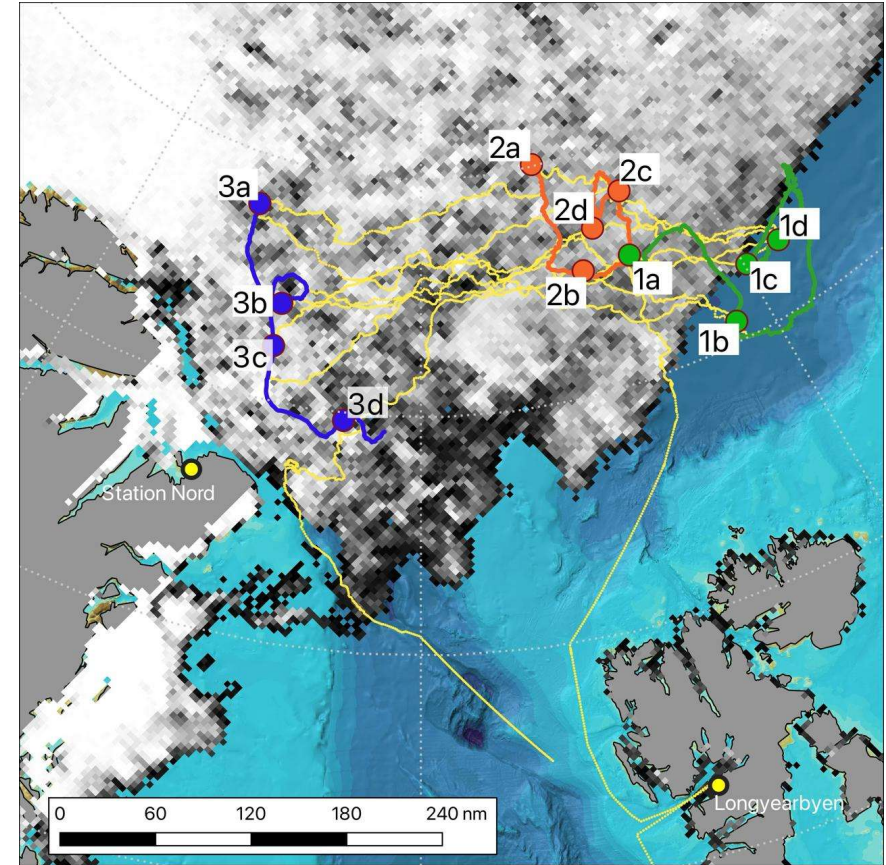 2a
2c
3a
2d
1d
1a
1c
2b
3b
1b
3c
3d
Station Nord
0 60 120 180 240 nm
Longyearbyen